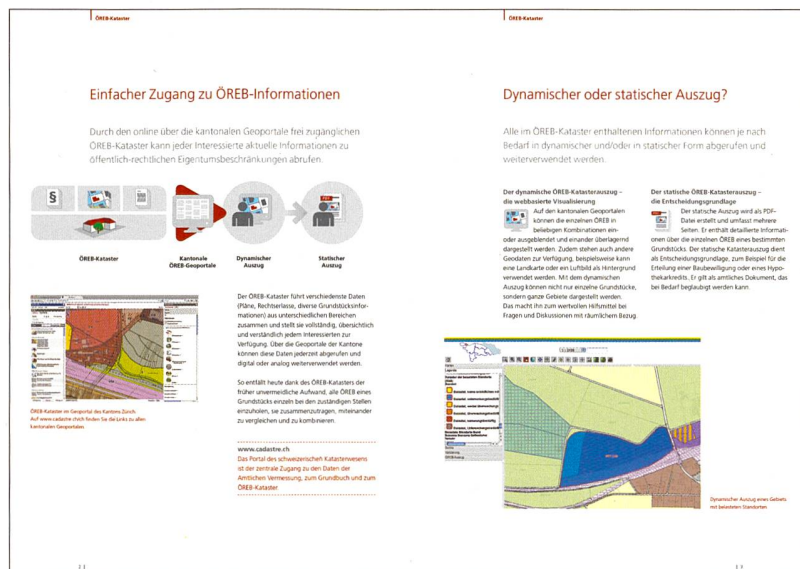 ÖREB-Kataster
Einfacher Zugang zu ÖREB-Informationen
Durch den online über die kantonalen Geoportale frei zugänglichen
ÖREB-Kataster kann jeder Interessierte aktuelle Informationen zu
öffentlich-rechtlichen Eigentumsbeschränkungen abrufen.
§
ÖREB-Kataster
Kantonale
ÖREB-Geoportale
Dynamischer
Auszug
Statischer
Auszug
ÖREB-Kataster im Geoportal des Kantons Zürich.
Auf www.cadastre.ch/ch finden Sie die Links zu allen
kantonalen Geoportalen
Der ÖREB-Kataster führt verschiedenste Daten
(Pläne, Rechtserlasse, diverse Grundstücksinfor-
mationen) aus unterschiedlichen Bereichen
zusammen und stellt sie vollständig, übersichtlich
und verständlich jedem Interessierten zur
Verfügung. Über die Geoportale der Kantone
können diese Daten jederzeit abgerufen und
digital oder analog weiterverwendet werden.
So entfällt heute dank des ÖREB-Katasters der
früher unvermeidliche Aufwand, alle ÖREB eines
Grundstücks einzeln bei den zuständigen Stellen
einzuholen, sie zusammenzutragen, miteinander
zu vergleichen und zu kombinieren.
www.cadastre.ch
Das Portal des schweizerischen Katasterwesens
ist der zentrale Zugang zu den Daten der
Amtlichen Vermessung, zum Grundbuch und zum
ÖREB-Kataster
ÖREB-Kataster
Dynamischer oder statischer Auszug?
Alle im ÖREB-Kataster enthaltenen Informationen können je nach
Bedarf in dynamischer und/oder in statischer Form abgerufen und
weiterverwendet werden.
Der dynamische ÖREB-Katasterauszug –
die webbasierte Visualisierung
Auf den kantonalen Geoportalen
können die einzelnen ÖREB in
beliebigen Kombinationen ein-
oder ausgeblendet und einander überlagernd
dargestellt werden. Zudem stehen auch andere
Geodaten zur Verfügung, beispielsweise kann
eine Landkarte oder ein Luftbild als Hintergrund
verwendet werden. Mit dem dynamischen
Auszug können nicht nur einzelne Grundstücke,
sondern ganze Gebiete dargestellt werden.
Das macht ihn zum wertvollen Hilfsmittel bei
Fragen und Diskussionen mit räumlichem Bezug.
Der statische ÖREB-Katasterauszug –
die Entscheidungsgrundlage
Der statische Auszug wird als PDF-
Datei erstellt und umfasst mehrere
Seiten. Er enthält detaillierte Informati-
onen über die einzelnen ÖREB eines bestimmten
Grundstücks. Der statische Katasterauszug dient
als Entscheidungsgrundlage, zum Beispiel für die
Erteilung einer Baubewilligung oder eines Hypo-
thekarkredits. Er gilt als amtliches Dokument, das
bei Bedarf beglaubigt werden kann.
Dynamischer Auszug eines Gebiets
mit belasteten Standorten